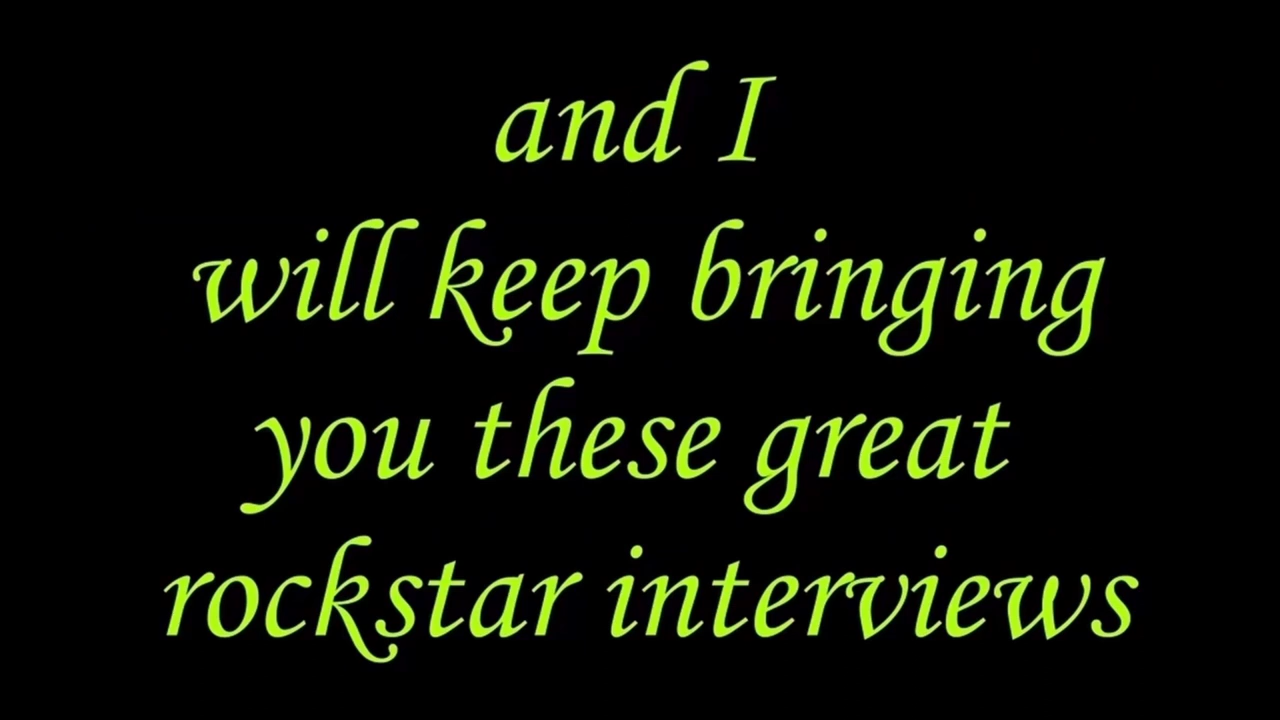 and I
will keep bringing
you these great
rockstar interviews